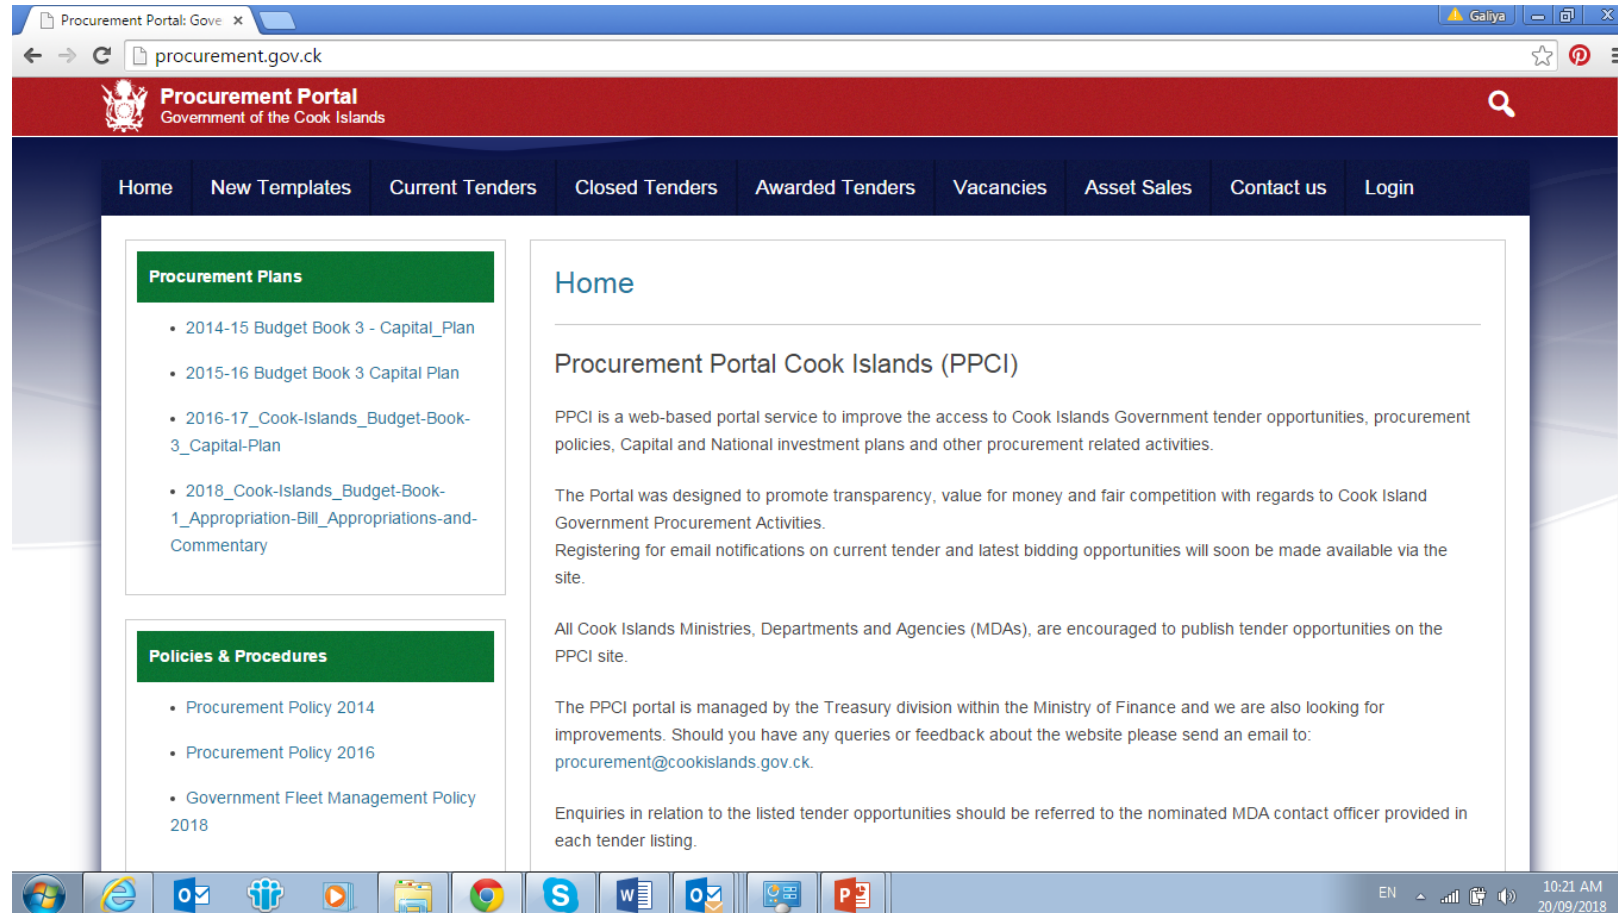 Procurement Portal: Gove
Galiya
procurement.gov.ck
Procurement Portal
Government of the Cook Islands
Home New Templates Current Tenders Closed Tenders Awarded Tenders Vacancies Asset Sales Contact us Login
Procurement Plans
• 2014-15 Budget Book 3 - Capital_Plan
• 2015-16 Budget Book 3 Capital Plan
• 2016-17_Cook-Islands_Budget-Book-
3_Capital-Plan
• 2018_Cook-Islands_Budget-Book-
1_Appropriation-Bill_Appropriations-and-
Commentary
Policies & Procedures
• Procurement Policy 2014
• Procurement Policy 2016
• Government Fleet Management Policy
2018
Home
Procurement Portal Cook Islands (PPCI)
PPCI is a web-based portal service to improve the access to Cook Islands Government tender opportunities, procurement
policies, Capital and National investment plans and other procurement related activities.
The Portal was designed to promote transparency, value for money and fair competition with regards to Cook Island
Government Procurement Activities.
Registering for email notifications on current tender and latest bidding opportunities will soon be made available via the
site.
All Cook Islands Ministries, Departments and Agencies (MDAs), are encouraged to publish tender opportunities on the
PPCI site.
The PPCI portal is managed by the Treasury division within the Ministry of Finance and we are also looking for
improvements. Should you have any queries or feedback about the website please send an email to:
procurement@cookislands.gov.ck.
Enquiries in relation to the listed tender opportunities should be referred to the nominated MDA contact officer provided in
each tender listing.
EN
10:21 AM
20/09/2018